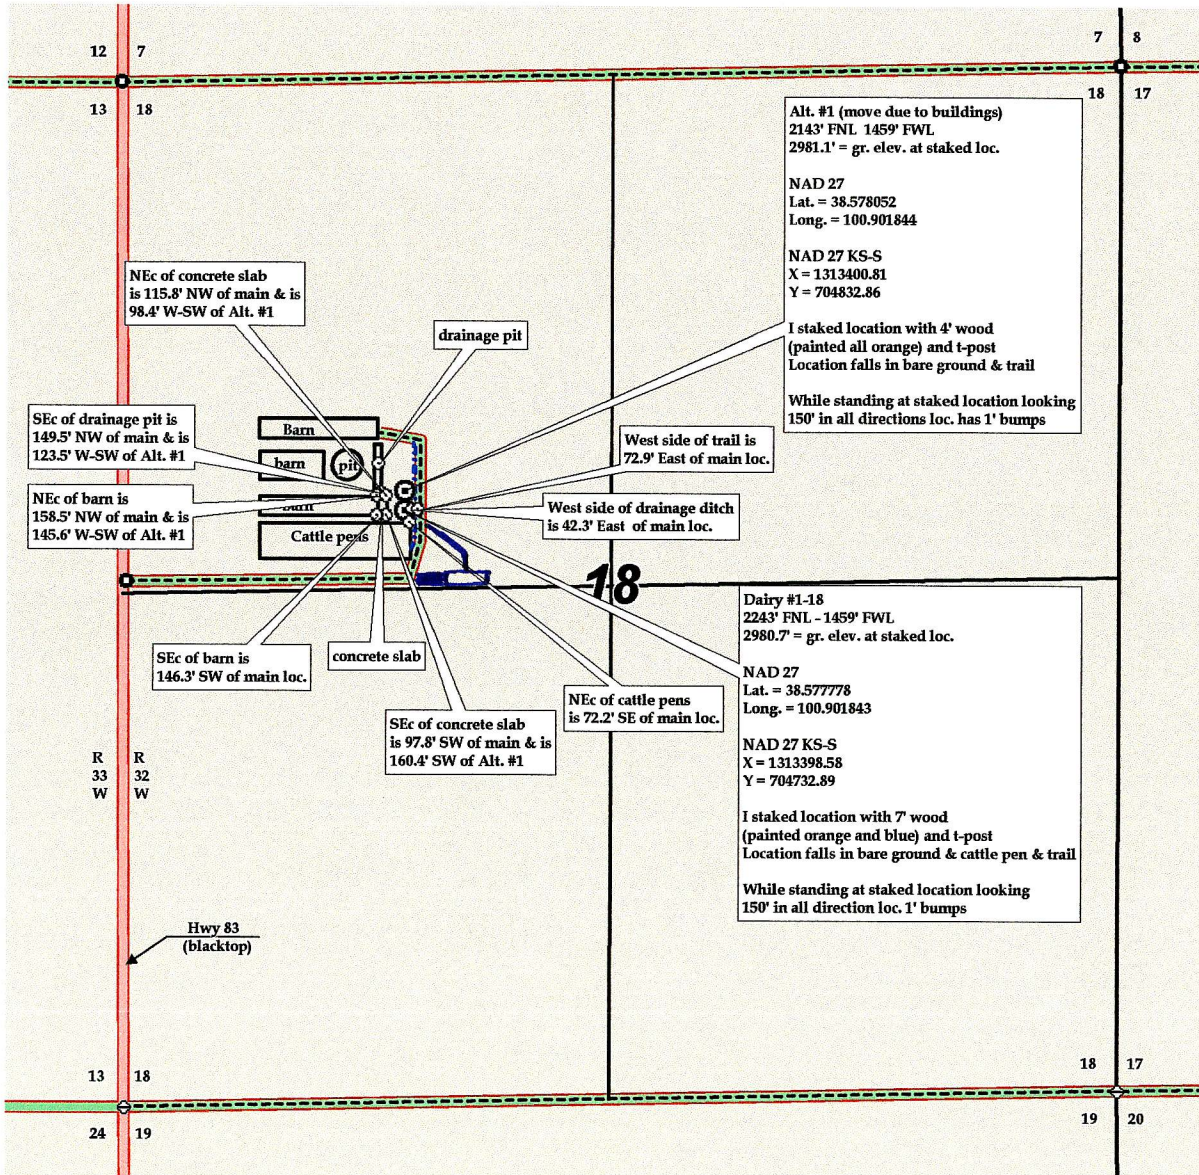 12 7
7 8
13 18
18 17
Alt. #1 (move due to buildings)
2143' FNL 1459' FWL
2981.1' = gr. elev. at staked loc.
NAD 27
Lat. = 38.578052
Long. = 100.901844
NAD 27 KS-S
X = 1313400.81
Y = 704832.86
I staked location with 4' wood
(painted all orange) and t-post
Location falls in bare ground & trail
While standing at staked location looking
150' in all directions loc. has 1' bumps
NEc of concrete slab
is 115.8' NW of main & is
98.4' W-SW of Alt. #1
drainage pit
SEc of drainage pit is
149.5' NW of main & is
123.5' W-SW of Alt. #1
Barn
barn
pit
West side of trail is
72.9' East of main loc.
NEc of barn is
158.5' NW of main & is
145.6' W-SW of Alt. #1
barn
West side of drainage ditch
is 42.3' East of main loc.
Cattle pens
18
SEc of barn is
146.3' SW of main loc.
concrete slab
SEc of concrete slab
is 97.8' SW of main & is
160.4' SW of Alt. #1
NEc of cattle pens
is 72.2' SE of main loc.
Dairy #1-18
2243' FNL - 1459' FWL
2980.7' = gr. elev. at staked loc.
NAD 27
Lat. = 38.577778
Long. = 100.901843
NAD 27 KS-S
X = 1313398.58
Y = 704732.89
I staked location with 7' wood
(painted orange and blue) and t-post
Location falls in bare ground & cattle pen & trail
While standing at staked location looking
150' in all direction loc. 1' bumps
R R
33 32
W W
Hwy 83
(blacktop)
13 18
18 17
24 19
19 20